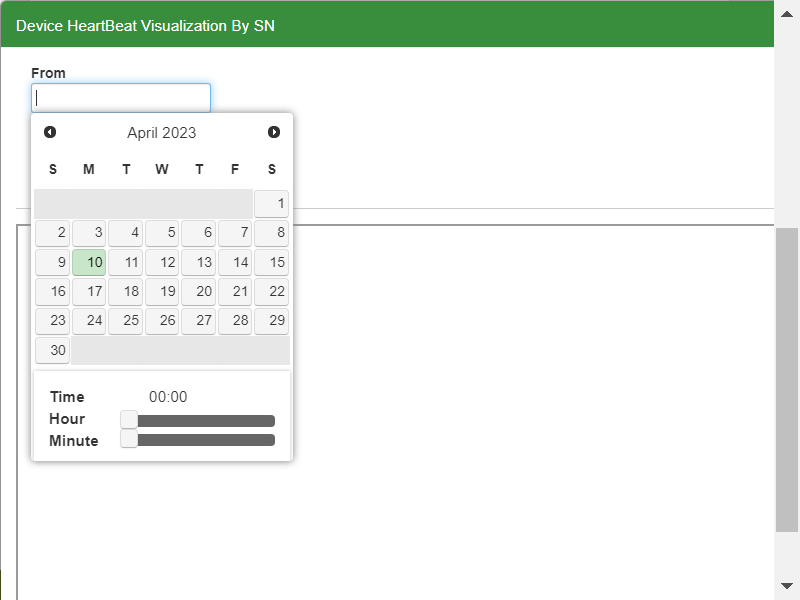 Device HeartBeat Visualization By SN
From
April 2023
S M T W T F S
1
2 3 4 5 6 7 8
9 10 11 12 13 14 15
16 17 18 19 20 21 22
23 24 25 26 27 28 29
30
Time 00:00
Hour
Minute